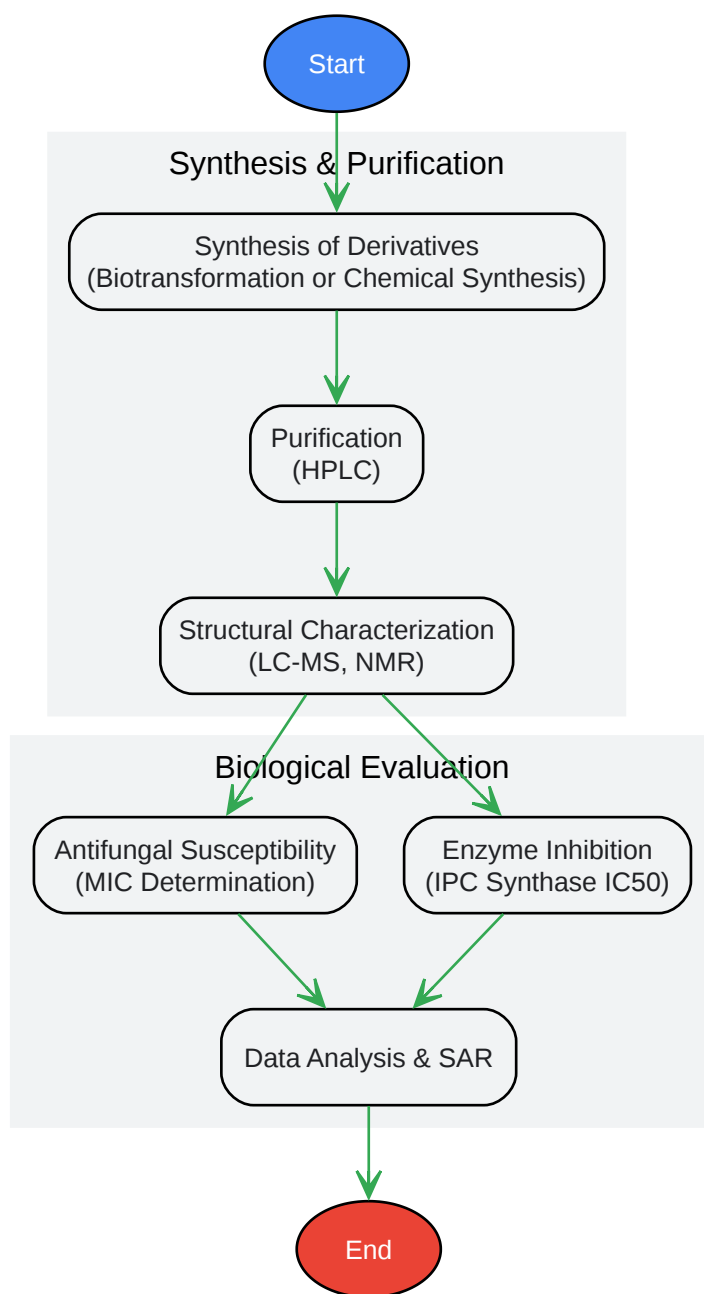 Start
Synthesis & Purification
Synthesis of Derivatives
(Biotransformation or Chemical Synthesis)
Purification
(HPLC)
Structural Characterization
(LC-MS, NMR)
Biological Evaluation
Antifungal Susceptibility
(MIC Determination)
Enzyme Inhibition
(IPC Synthase IC50)
Data Analysis & SAR
End